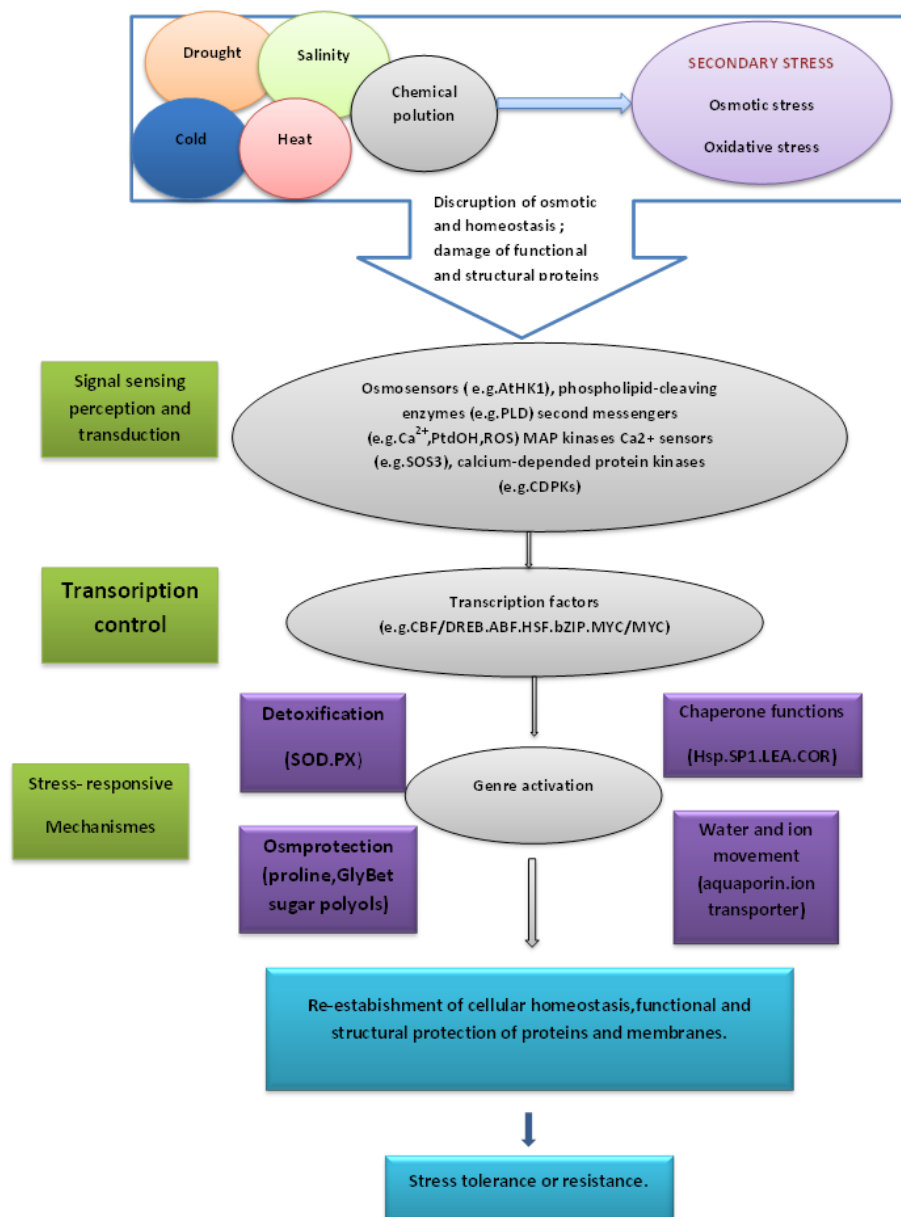 Drought
Salinity
Chemical
polution
Cold
Heat
SECONDARY STRESS
Osmotic stress
Oxidative stress
Discruption of osmotic
and homeostasis ;
damage of functional
and structural proteins
Signal sensing
perception and
transduction
Osmosensors ( e.g.AtHK1), phospholipid-cleaving
enzymes (e.g.PLD) second messengers
(e.g.Ca²⁺,PtdOH,ROS) MAP kinases Ca2+ sensors
(e.g.SOS3), calcium-depended protein kinases
(e.g.CDPKs)
Transoription
control
Transcription factors
(e.g.CBF/DREB.ABF.HSF.bZIP.MYC/MYC)
Detoxification
(SOD.PX)
Chaperone functions
(Hsp.SP1.LEA.COR)
Stress- responsive
Mechanismes
Genre activation
Osmprotection
(proline,GlyBet
sugar polyols)
Water and ion
movement
(aquaporin.ion
transporter)
Re-estabishment of cellular homeostasis,functional and
structural protection of proteins and membranes.
Stress tolerance or resistance.